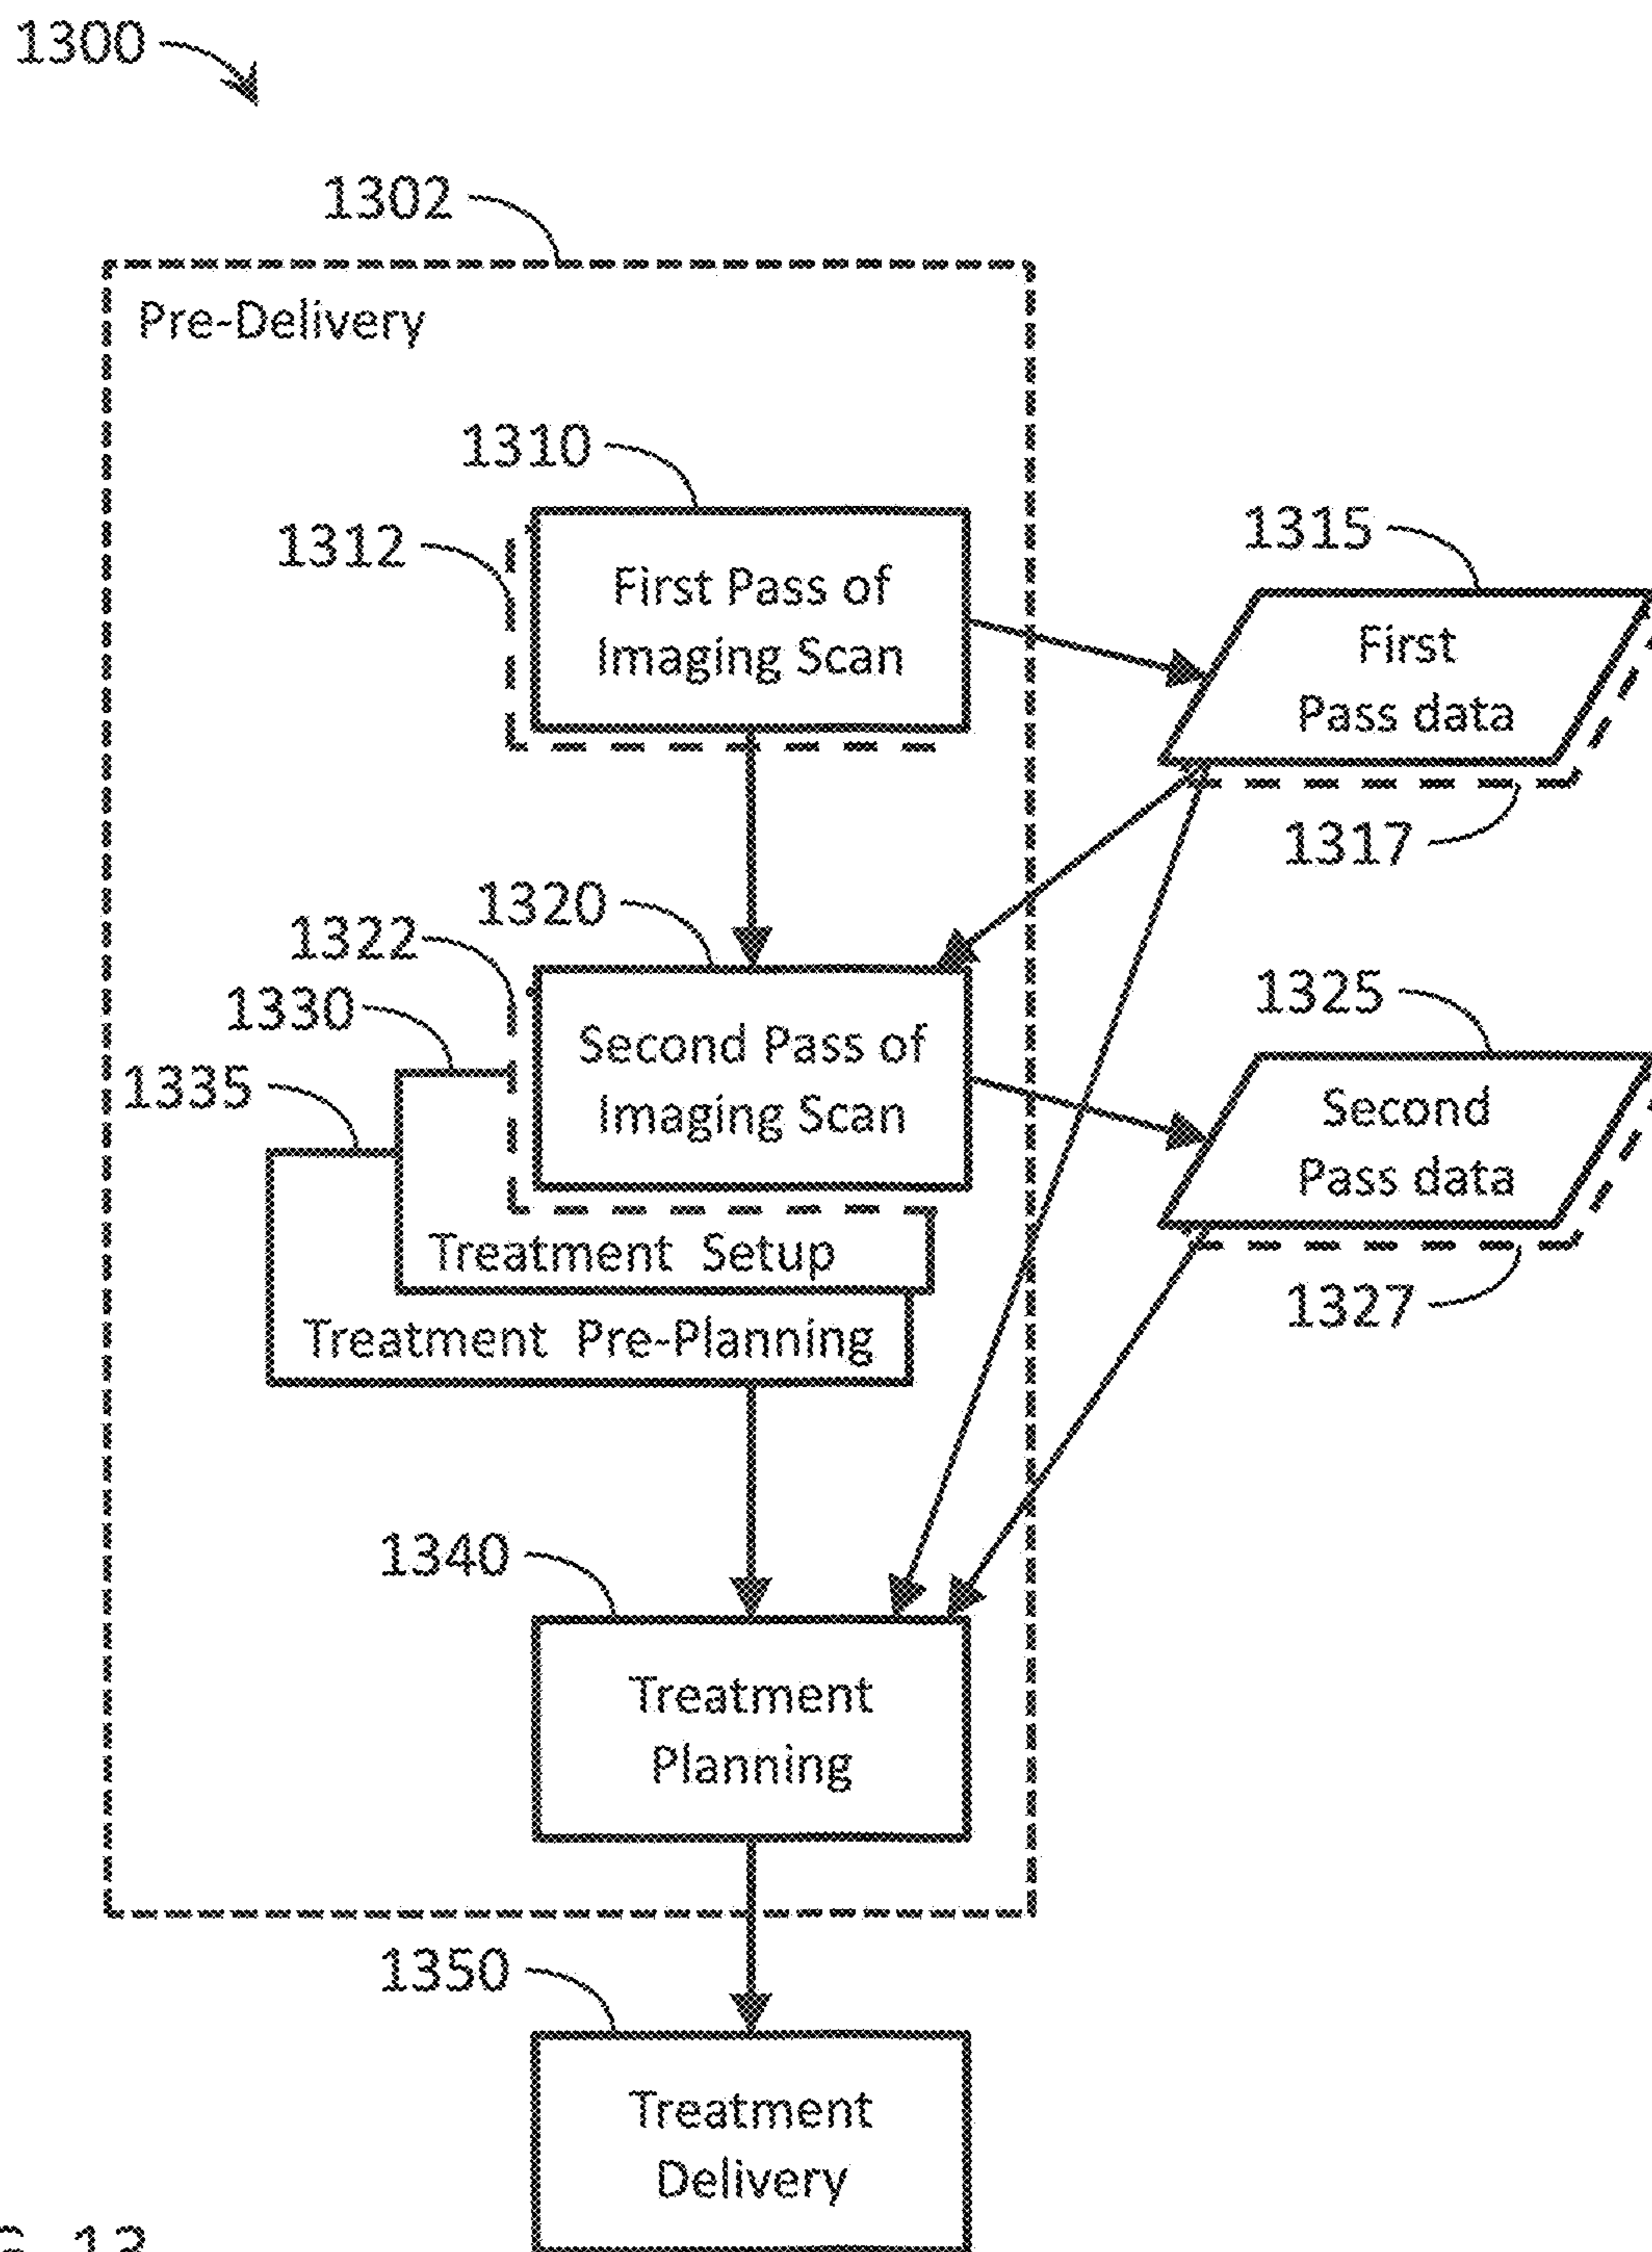 1300
1302
Pre-Delivery
1310
1312
First Pass of
Imaging Scan
1315
First
Pass data
1317
1320
1322
1330
1335
Second Pass of
Imaging Scan
1325
Second
Pass data
1327
Treatment Setup
Treatment Pre-Planning
1340
Treatment
Planning
1350
Treatment
Delivery